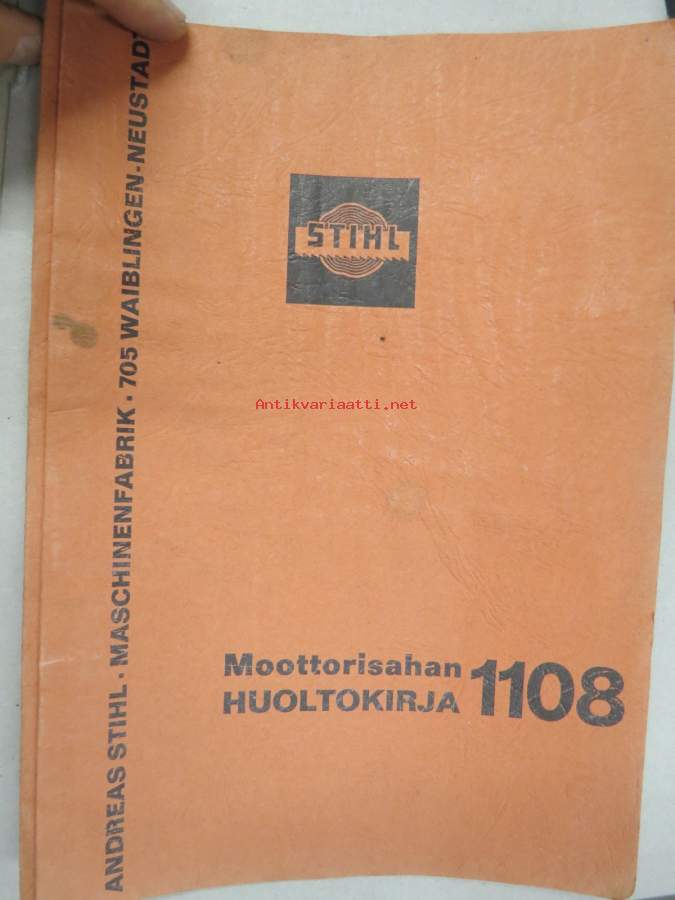 STIHL
Antikvariaatti.net
Moottorisahan
HUOLTOKIRJA 1108
ANDREAS STIHL · MASCHINENFABRIK · 705 WAIBLINGEN-NEUSTADT